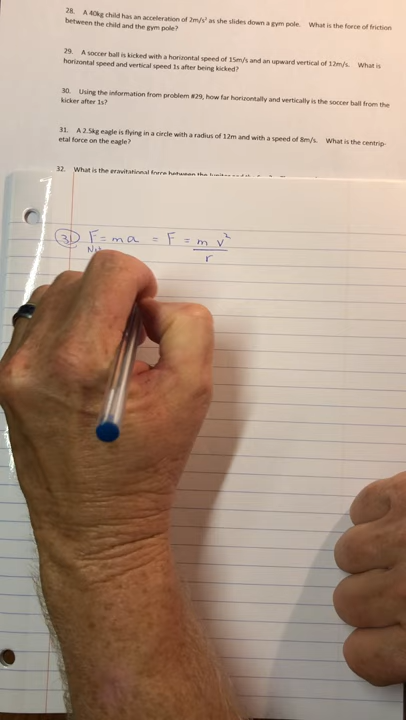 28. A 40kg child has an acceleration of 2m/s² as she slides down a gym pole. What is the force of friction
between the child and the gym pole?
29. A soccer ball is kicked with a horizontal speed of 15m/s and an upward vertical of 12m/s. What is
horizontal speed and vertical speed 1s after being kicked?
30. Using the information from problem #29, how far horizontally and vertically is the soccer ball from the
kicker after 1s?
31. A 2.5kg eagle is flying in a circle with a radius of 12m and with a speed of 8m/s. What is the centrip-
etal force on the eagle?
32. What is the gravitational force between the
31 F = ma = F = m v²
r